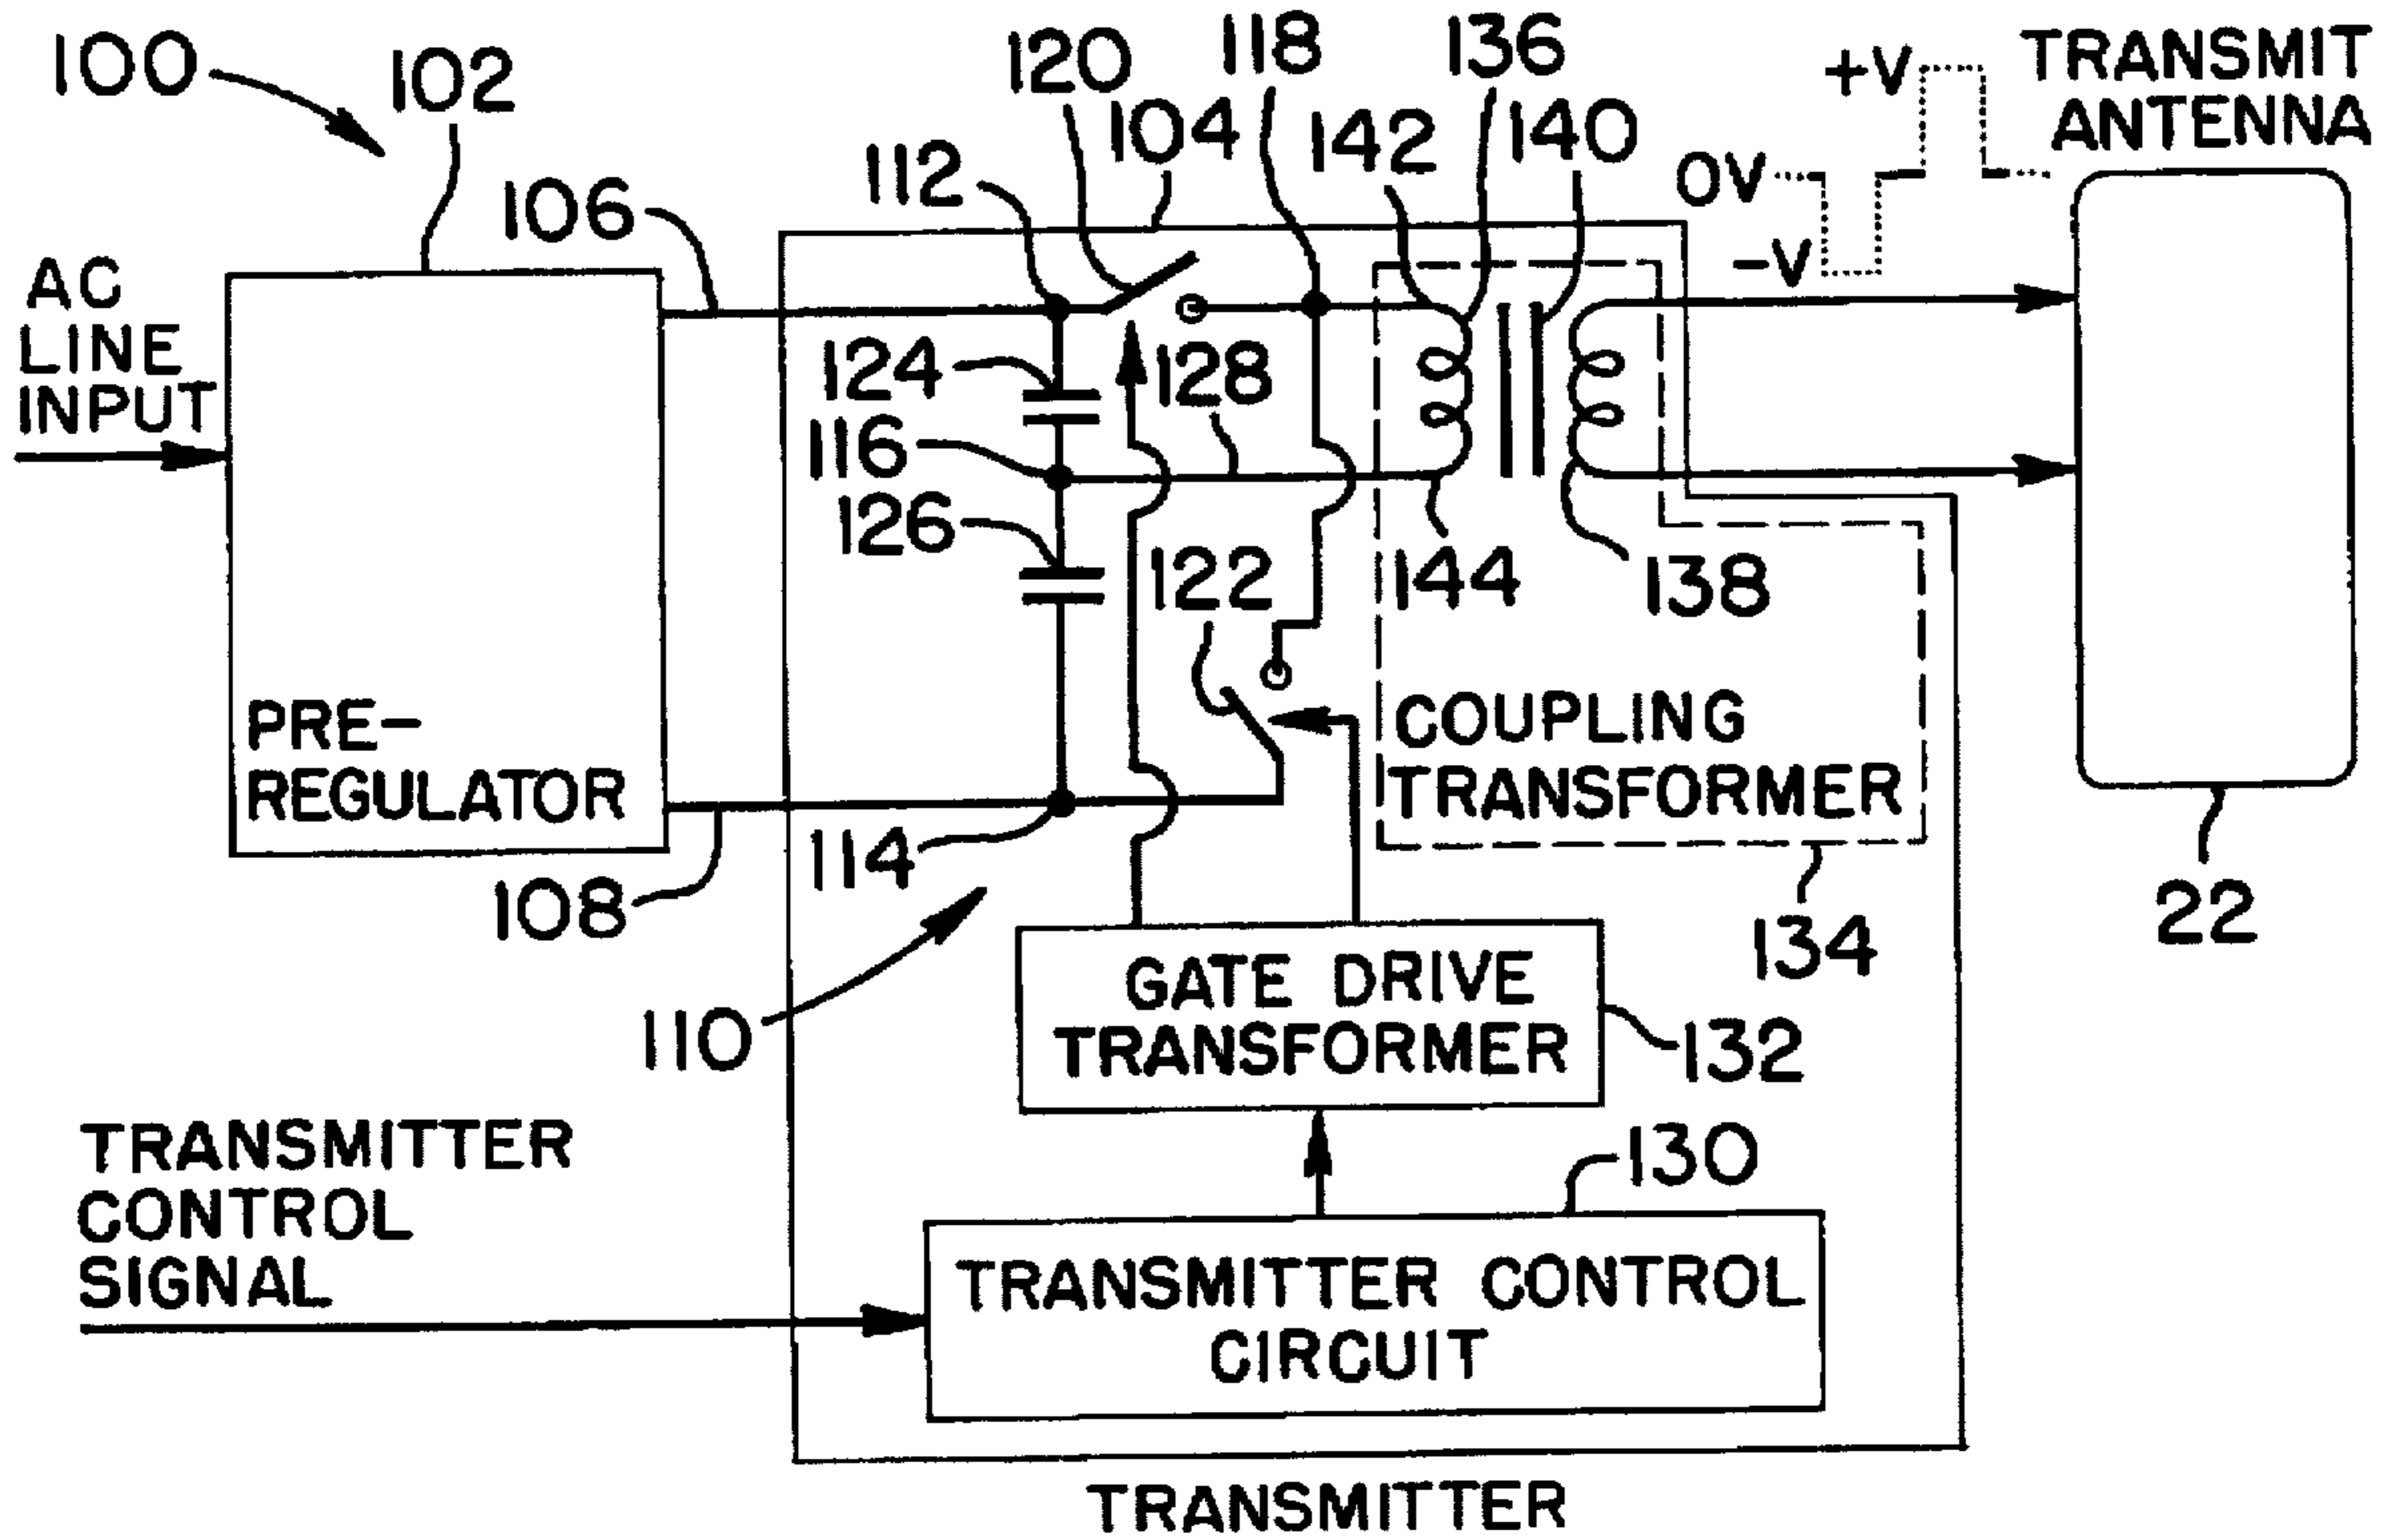 100
102
106
112
120
104
118
142
136
140
+V
0V
-V
TRANSMIT
ANTENNA
AC
LINE
INPUT
124
116
126
128
122
144
138
PRE-
REGULATOR
COUPLING
TRANSFORMER
108
114
110
134
22
GATE DRIVE
TRANSFORMER
132
TRANSMITTER
CONTROL
SIGNAL
130
TRANSMITTER CONTROL
CIRCUIT
TRANSMITTER